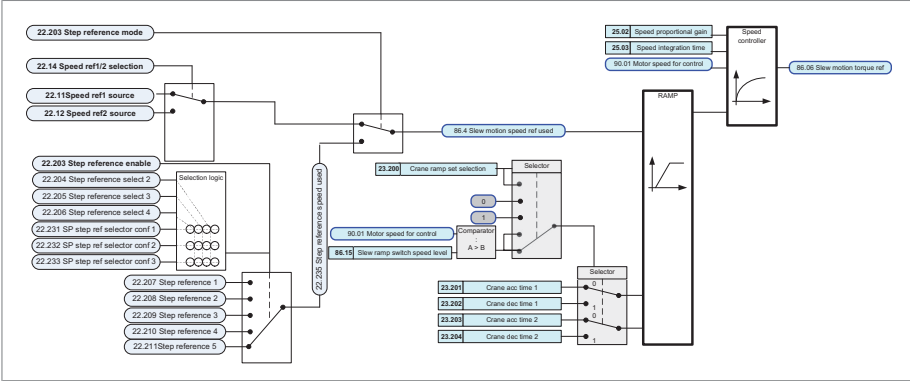 22.203 Step reference mode
22.14 Speed ref1/2 selection
22.11Speed ref1 source
22.12 Speed ref2 source
22.203 Step reference enable
22.204 Step reference select 2
22.205 Step reference select 3
22.206 Step reference select 4
22.231 SP step ref selector conf 1
22.232 SP step ref selector conf 2
22.233 SP step ref selector conf 3
Selection logic
22.207 Step reference 1
22.208 Step reference 2
22.209 Step reference 3
22.210 Step reference 4
22.211Step reference 5
22.235 Step reference speed used
86.4 Slew motion speed ref used
23.200 Crane ramp set selection
0
1
90.01 Motor speed for control
86.15 Slew ramp switch speed level
Comparator
:
A > B
Selector
23.201 Crane acc time 1
23.202 Crane dec time 1
23.203 Crane acc time 2
23.204 Crane dec time 2
Selector
0
1
0
1
RAMP
25.02 Speed proportional gain
25.03 Speed integration time
90.01 Motor speed for control
Speed
controller
86.06 Slew motion torque ref